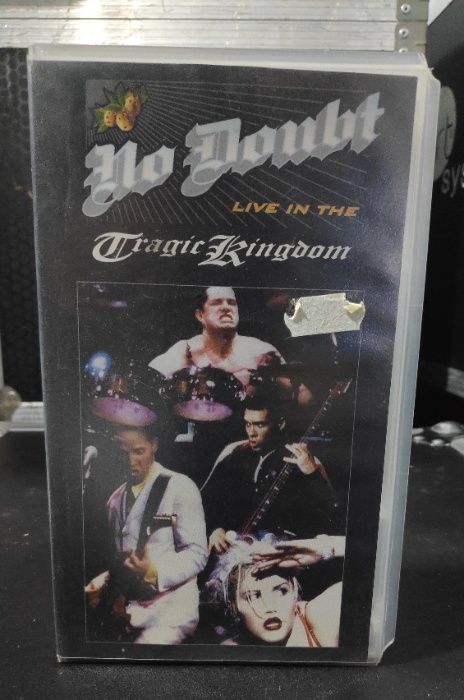 No Doubt
LIVE IN THE
Tragic Kingdom